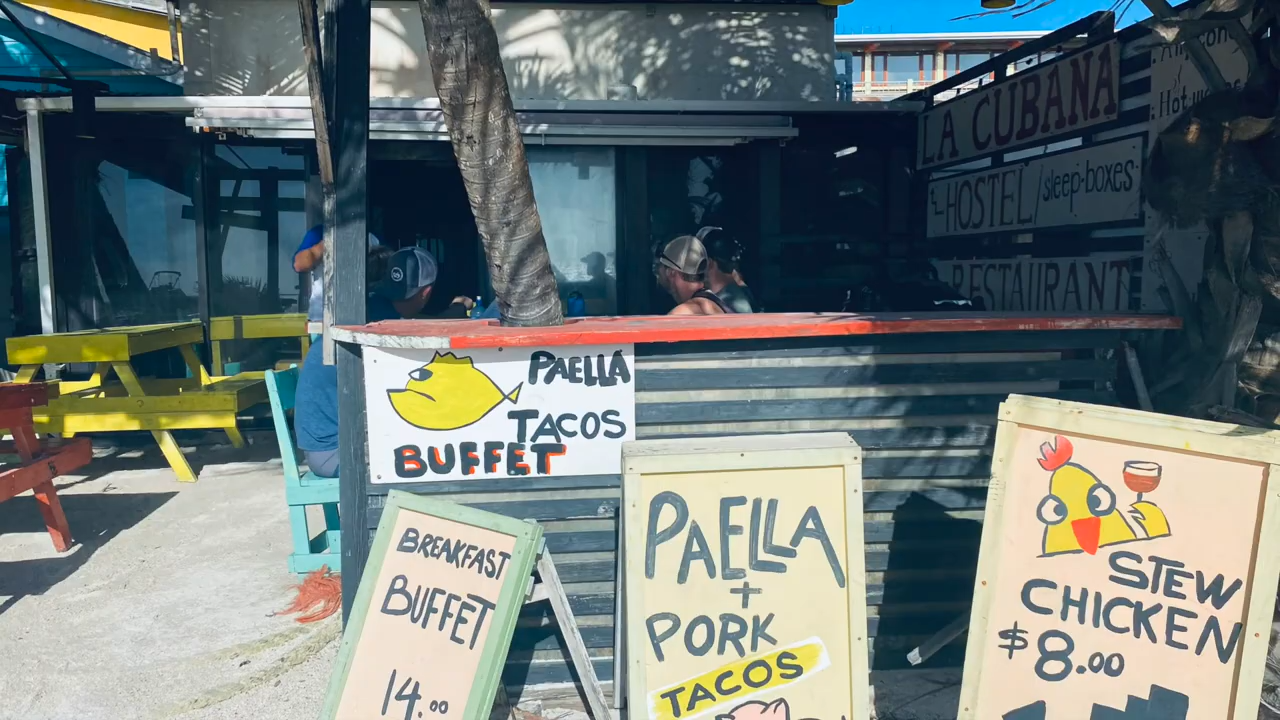 LA CUBANA
HOSTEL/sleep-boxes
RESTAURANT
Hot
PAELLA
TACOS
BUFFET
BREAKFAST
BUFFET
14.00
PAELLA
+
PORK
TACOS
STEW
CHICKEN
$8.00